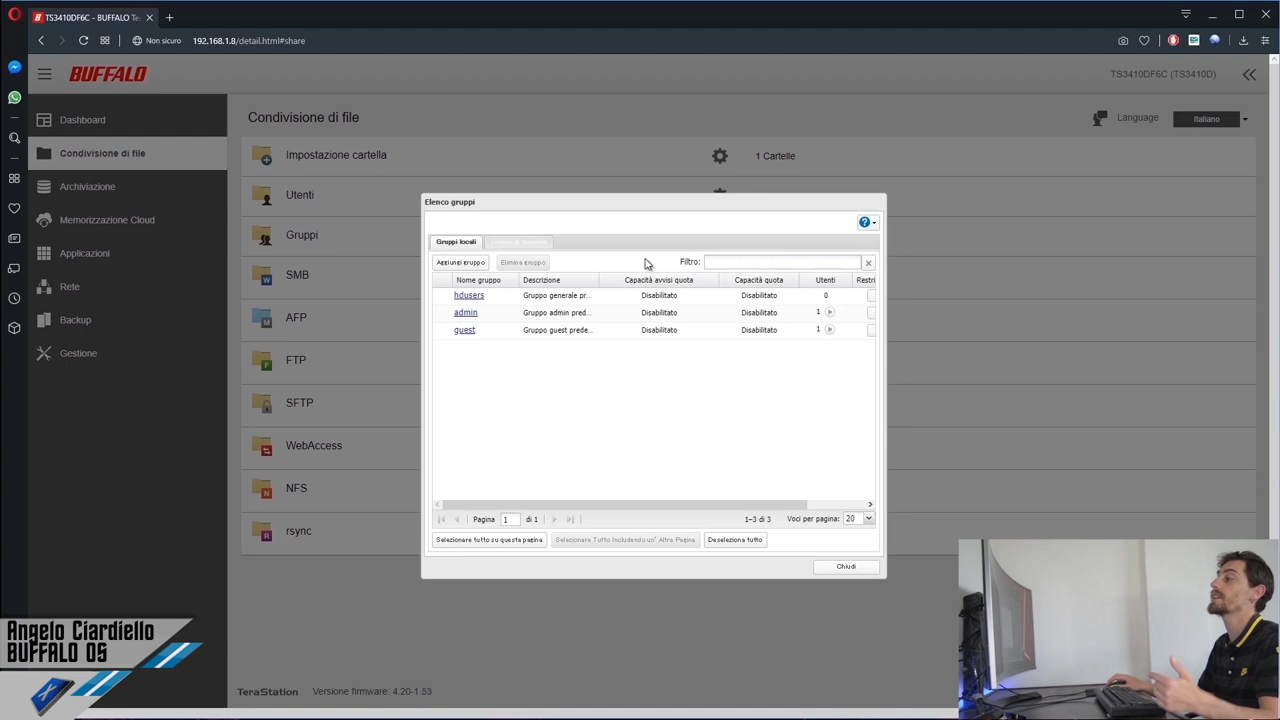 TS3410DF6C - BUFFALO Te
Non sicuro
192.168.1.8/detail.html#share
BUFFALO
TS3410DF6C (TS3410D)
Dashboard
Condivisione di file
Archiviazione
Memorizzazione Cloud
Applicazioni
Rete
Backup
Gestione
Condivisione di file
Language
Italiano
Impostazione cartella
1 Cartelle
Utenti
Gruppi
SMB
AFP
FTP
SFTP
WebAccess
NFS
rsync
Elenco gruppi
Gruppi locali
Aggiungi gruppo
Elimina gruppo
Filtro:
Nome gruppo Descrizione Capacità avvisi quota Capacità quota Utenti Restri
hdusers Gruppo generale pr... Disabilitato Disabilitato 0
admin Gruppo admin pred... Disabilitato Disabilitato 1
guest Gruppo guest prede... Disabilitato Disabilitato 1
Pagina 1 di 1
1–3 di 3
Voci per pagina: 20
Selezionare tutto su questa pagina
Selezionare Tutto Includendo un' Altra Pagina
Deseleziona tutto
Chiudi
TeraStation Versione firmware: 4.20-1.53
Angelo Ciardiello
BUFFALO OS